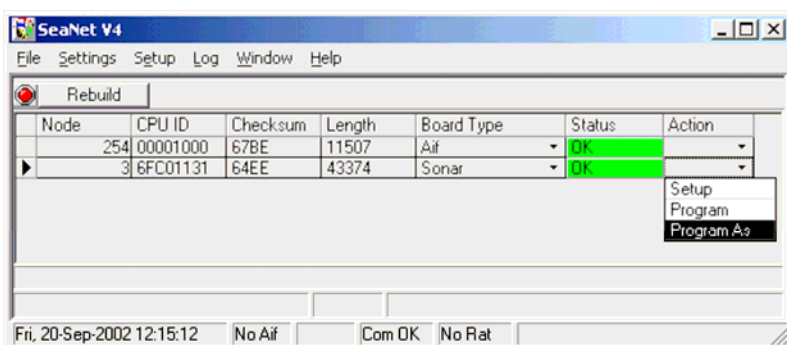 SeaNet V4
File Settings Setup Log Window Help
Rebuild
Node CPU ID Checksum Length Board Type Status Action
254 00001000 67BE 11507 Aif OK
3 6FC01131 64EE 43374 Sonar OK
Setup
Program
Program As
Fri, 20-Sep-2002 12:15:12 No Aif Com OK No Rat